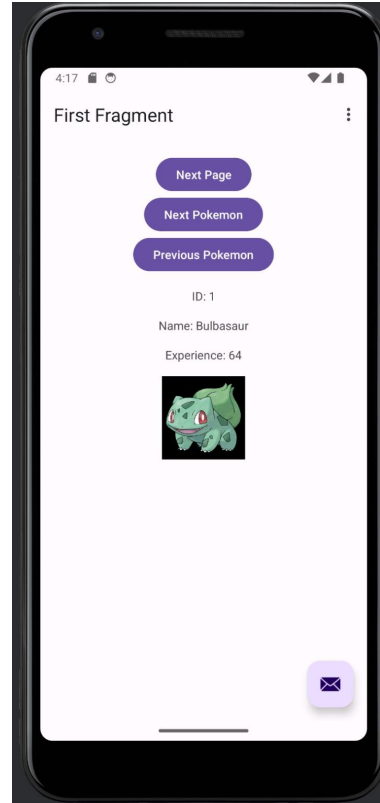 4:17
First Fragment
Next Page
Next Pokemon
Previous Pokemon
ID: 1
Name: Bulbasaur
Experience: 64